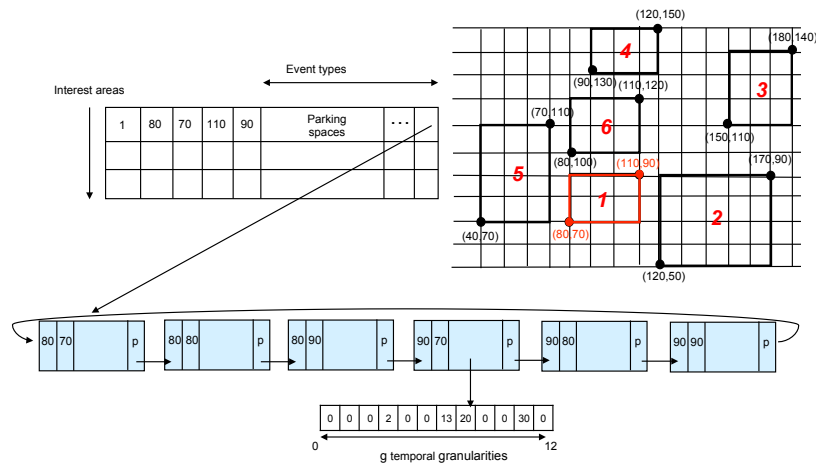 (120,150)
(180,140)
4
Event types
3
Interest areas
(90,130)
(110,120)
1 80 70 110 90 Parking spaces ...
(70,110)
6
(150,110)
(80,100)
(110,90)
(170,90)
5
1
2
(40,70)
(80,70)
(120,50)
80 70 p
80 80 p
80 90 p
90 70 p
90 80 p
90 90 p
0 0 0 2 0 0 13 20 0 0 30 0
0 12
g temporal granularities